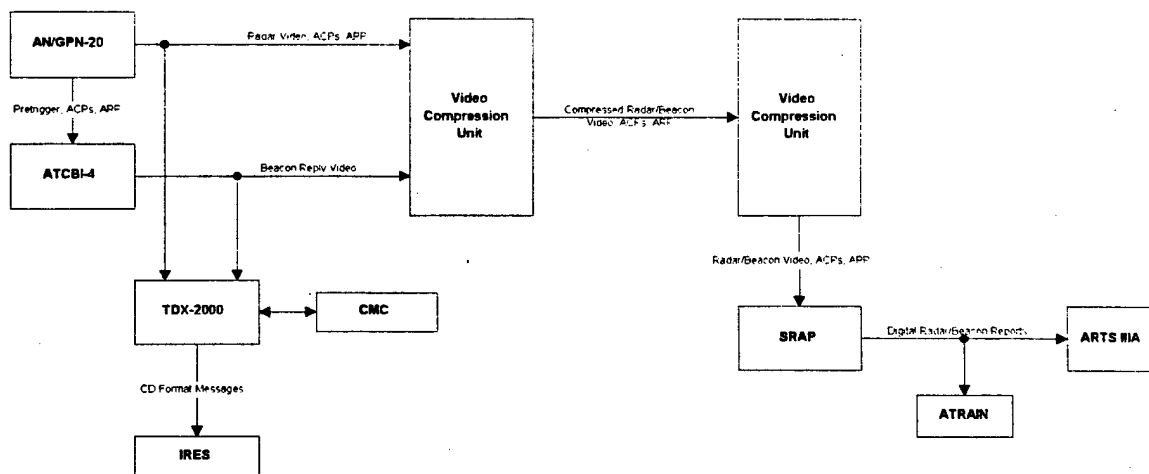 AN/GPN-20
Radar Video, ACPs, ARP
Pretrigger, ACPs, ARP
ATCBI-4
Beacon Reply Video
Video
Compression
Unit
Compressed Radar/Beacon
Video, ACPs, ARP
Video
Compression
Unit
Radar/Beacon Video, ACPs, ARP
TDX-2000
CMC
CD Format Messages
IRES
SRAP
Digital Radar/Beacon Reports
ARTS IIIA
ATRAIN